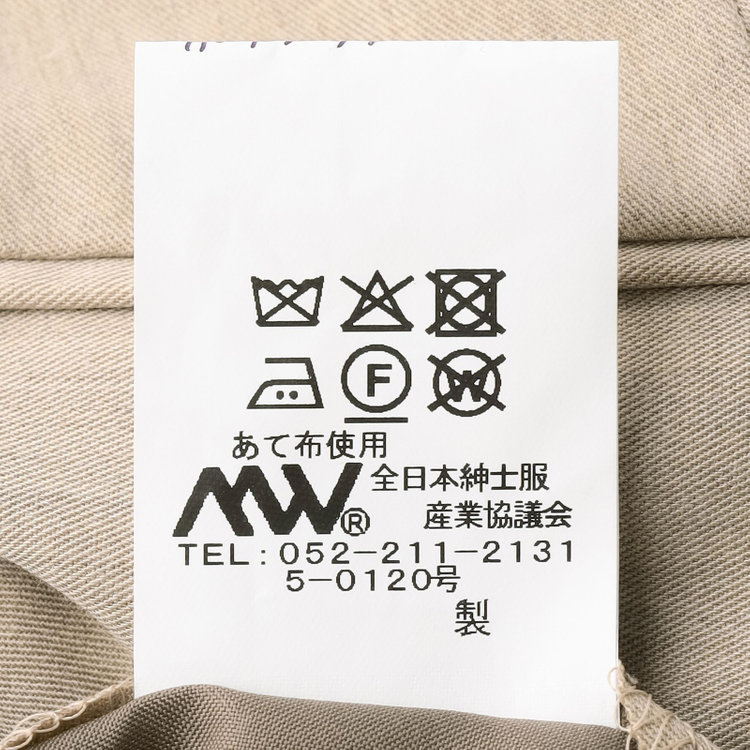 F W
あて布使用
MW® 全日本紳士服
産業協議会
TEL:052-211-2131
5-0120号
製